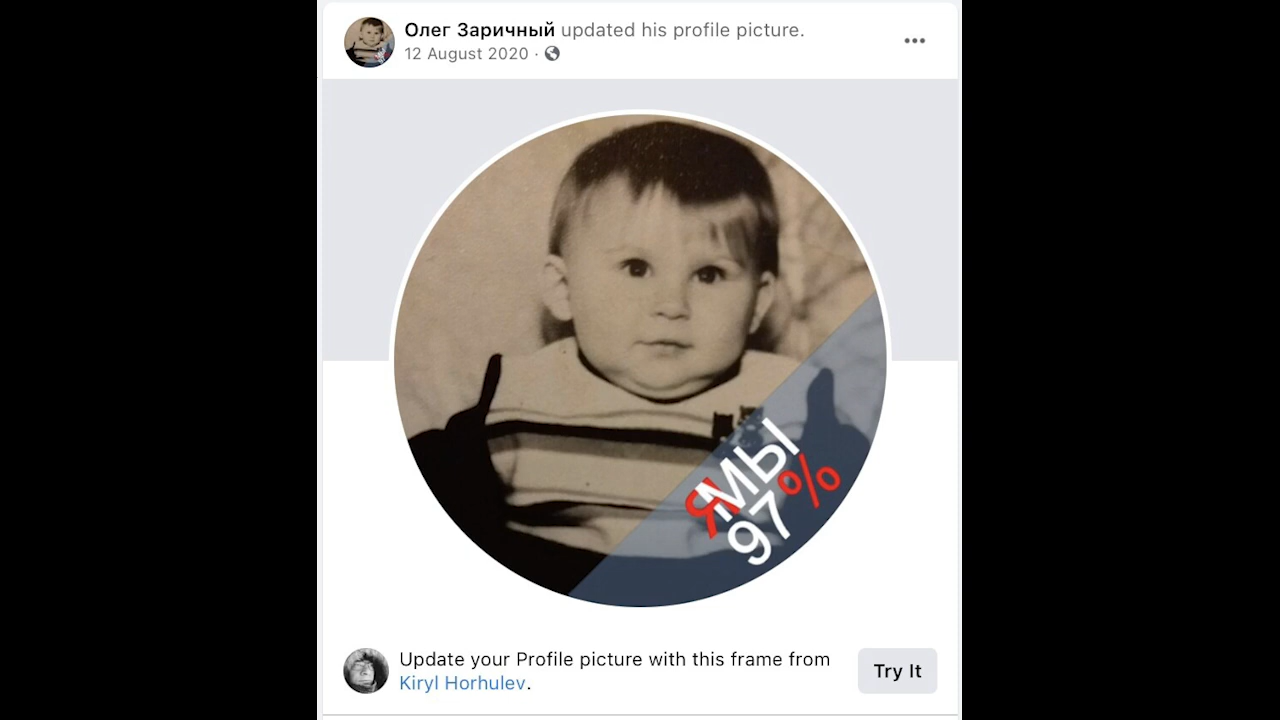 Олег Заричный updated his profile picture.
12 August 2020 ·
ЯМЫ
97%
Update your Profile picture with this frame from
Kiryl Horhulev.
Try It